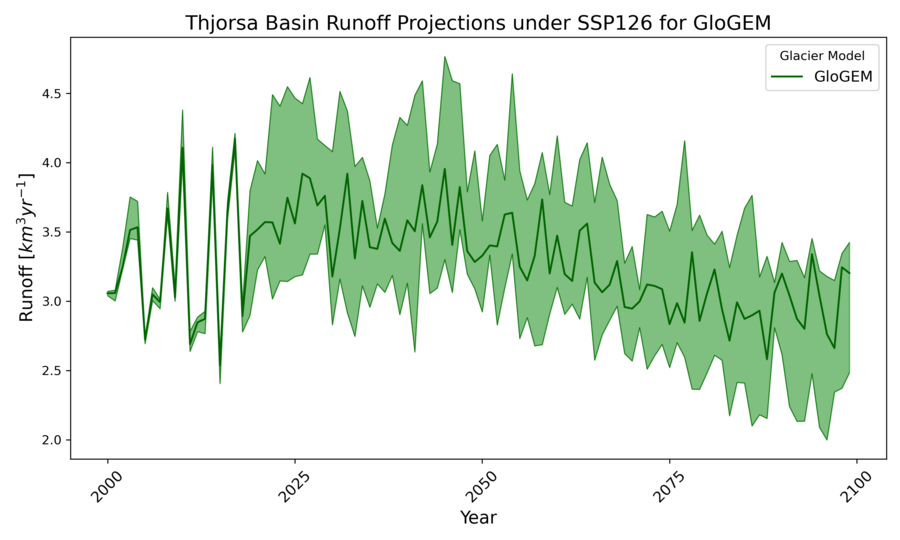 Thjorsa Basin Runoff Projections under SSP126 for GloGEM
Glacier Model
GloGEM
4.5
4.0
3.5
3.0
2.5
2.0
Runoff [km³yr⁻¹]
2000
2025
2050
2075
2100
Year